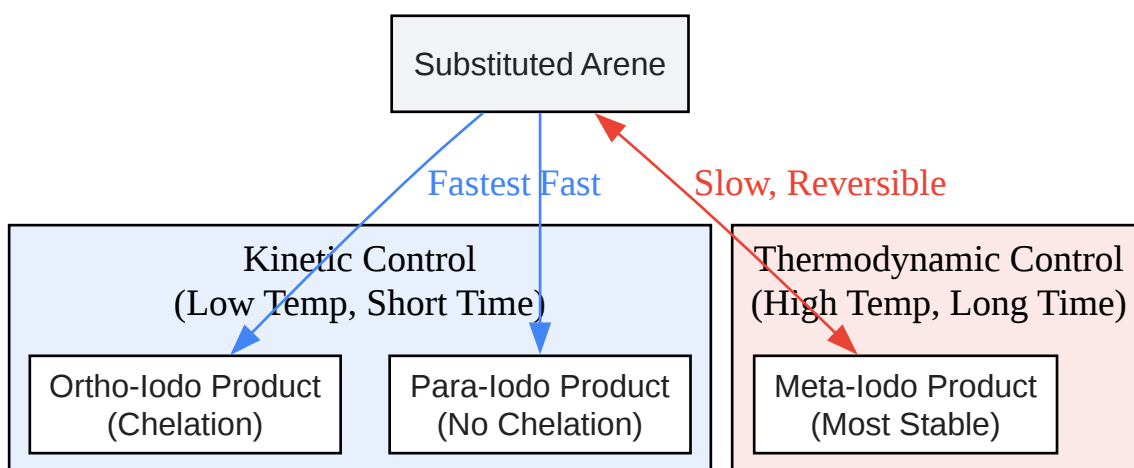 Substituted Arene
Fastest
Fast
Slow, Reversible
Kinetic Control
(Low Temp, Short Time)
Thermodynamic Control
(High Temp, Long Time)
Ortho-Iodo Product
(Chelation)
Para-Iodo Product
(No Chelation)
Meta-Iodo Product
(Most Stable)